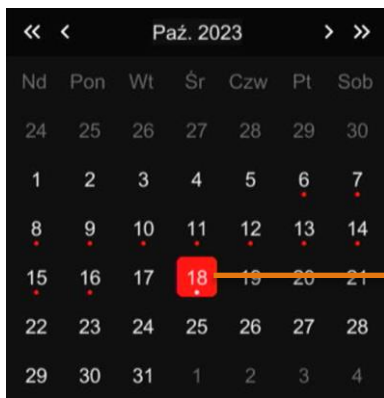 « < Paź. 2023 > »
Nd Pon Wt Śr Czw Pt Sob
24 25 26 27 28 29 30
1 2 3 4 5 6 7
8 9 10 11 12 13 14
15 16 17 18 19 20 21
22 23 24 25 26 27 28
29 30 31 1 2 3 4